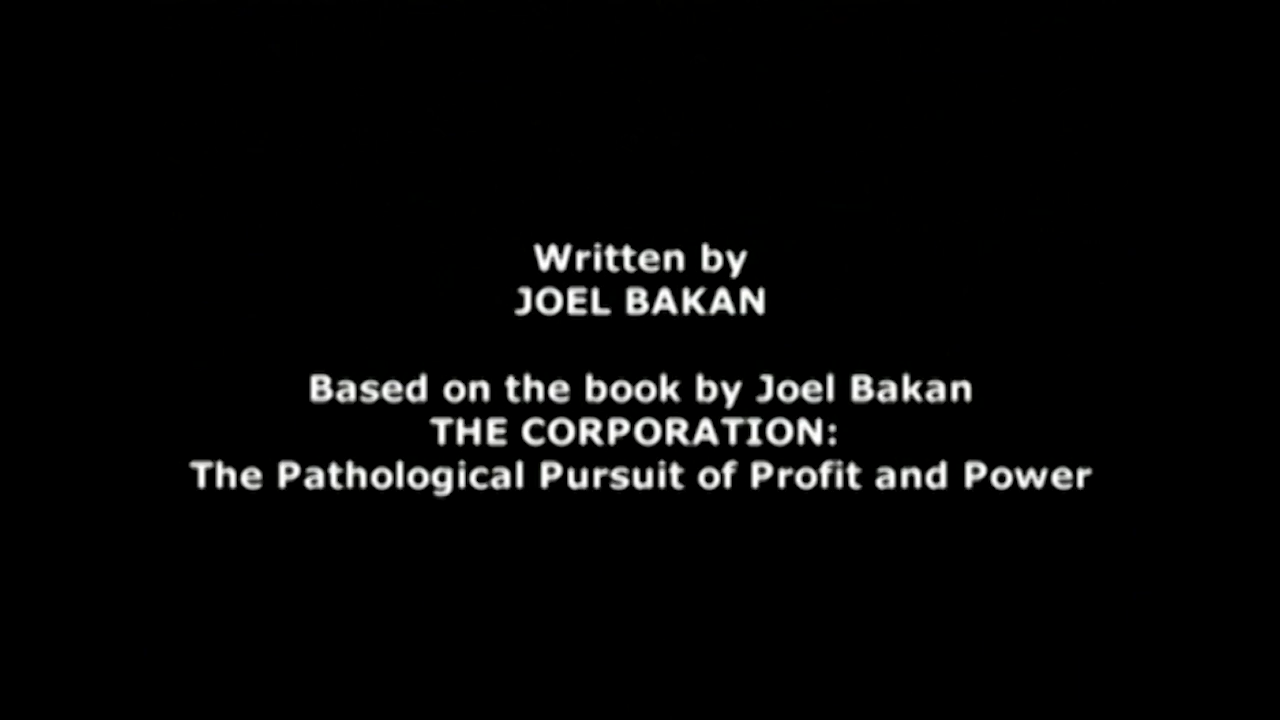 Written by
JOEL BAKAN
Based on the book by Joel Bakan
THE CORPORATION:
The Pathological Pursuit of Profit and Power